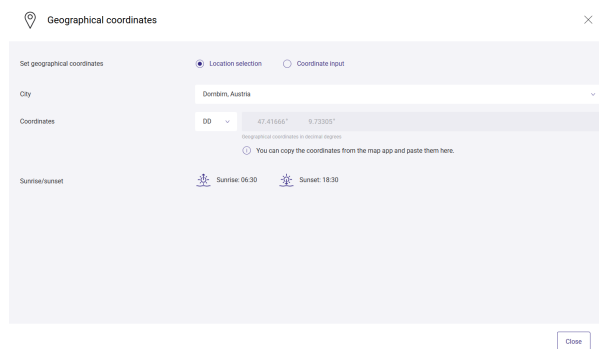 Geographical coordinates
Set geographical coordinates
Location selection
Coordinate input
City
Dornbirn, Austria
Coordinates
DD
47.41666°
9.73305°
Geographical coordinates in decimal degrees
You can copy the coordinates from the map app and paste them here.
Sunrise/sunset
Sunrise: 06:30
Sunset: 18:30
Close